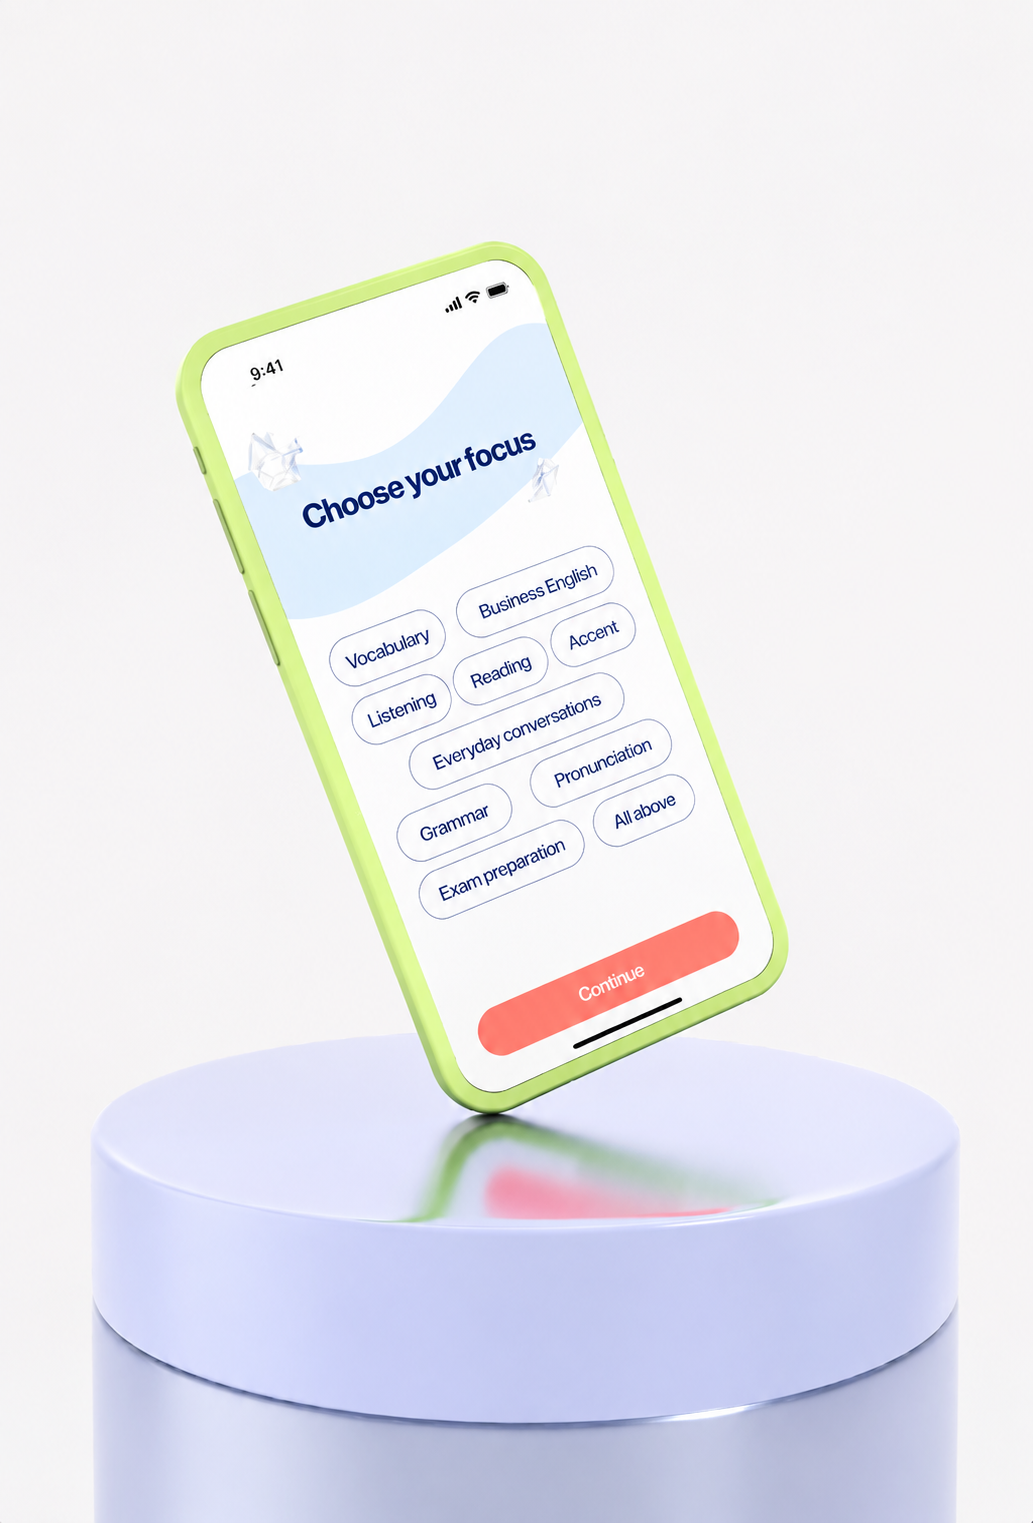 9:41
Choose your focus
Vocabulary
Business English
Listening
Reading
Accent
Everyday conversations
Grammar
Pronunciation
Exam preparation
All above
Continue